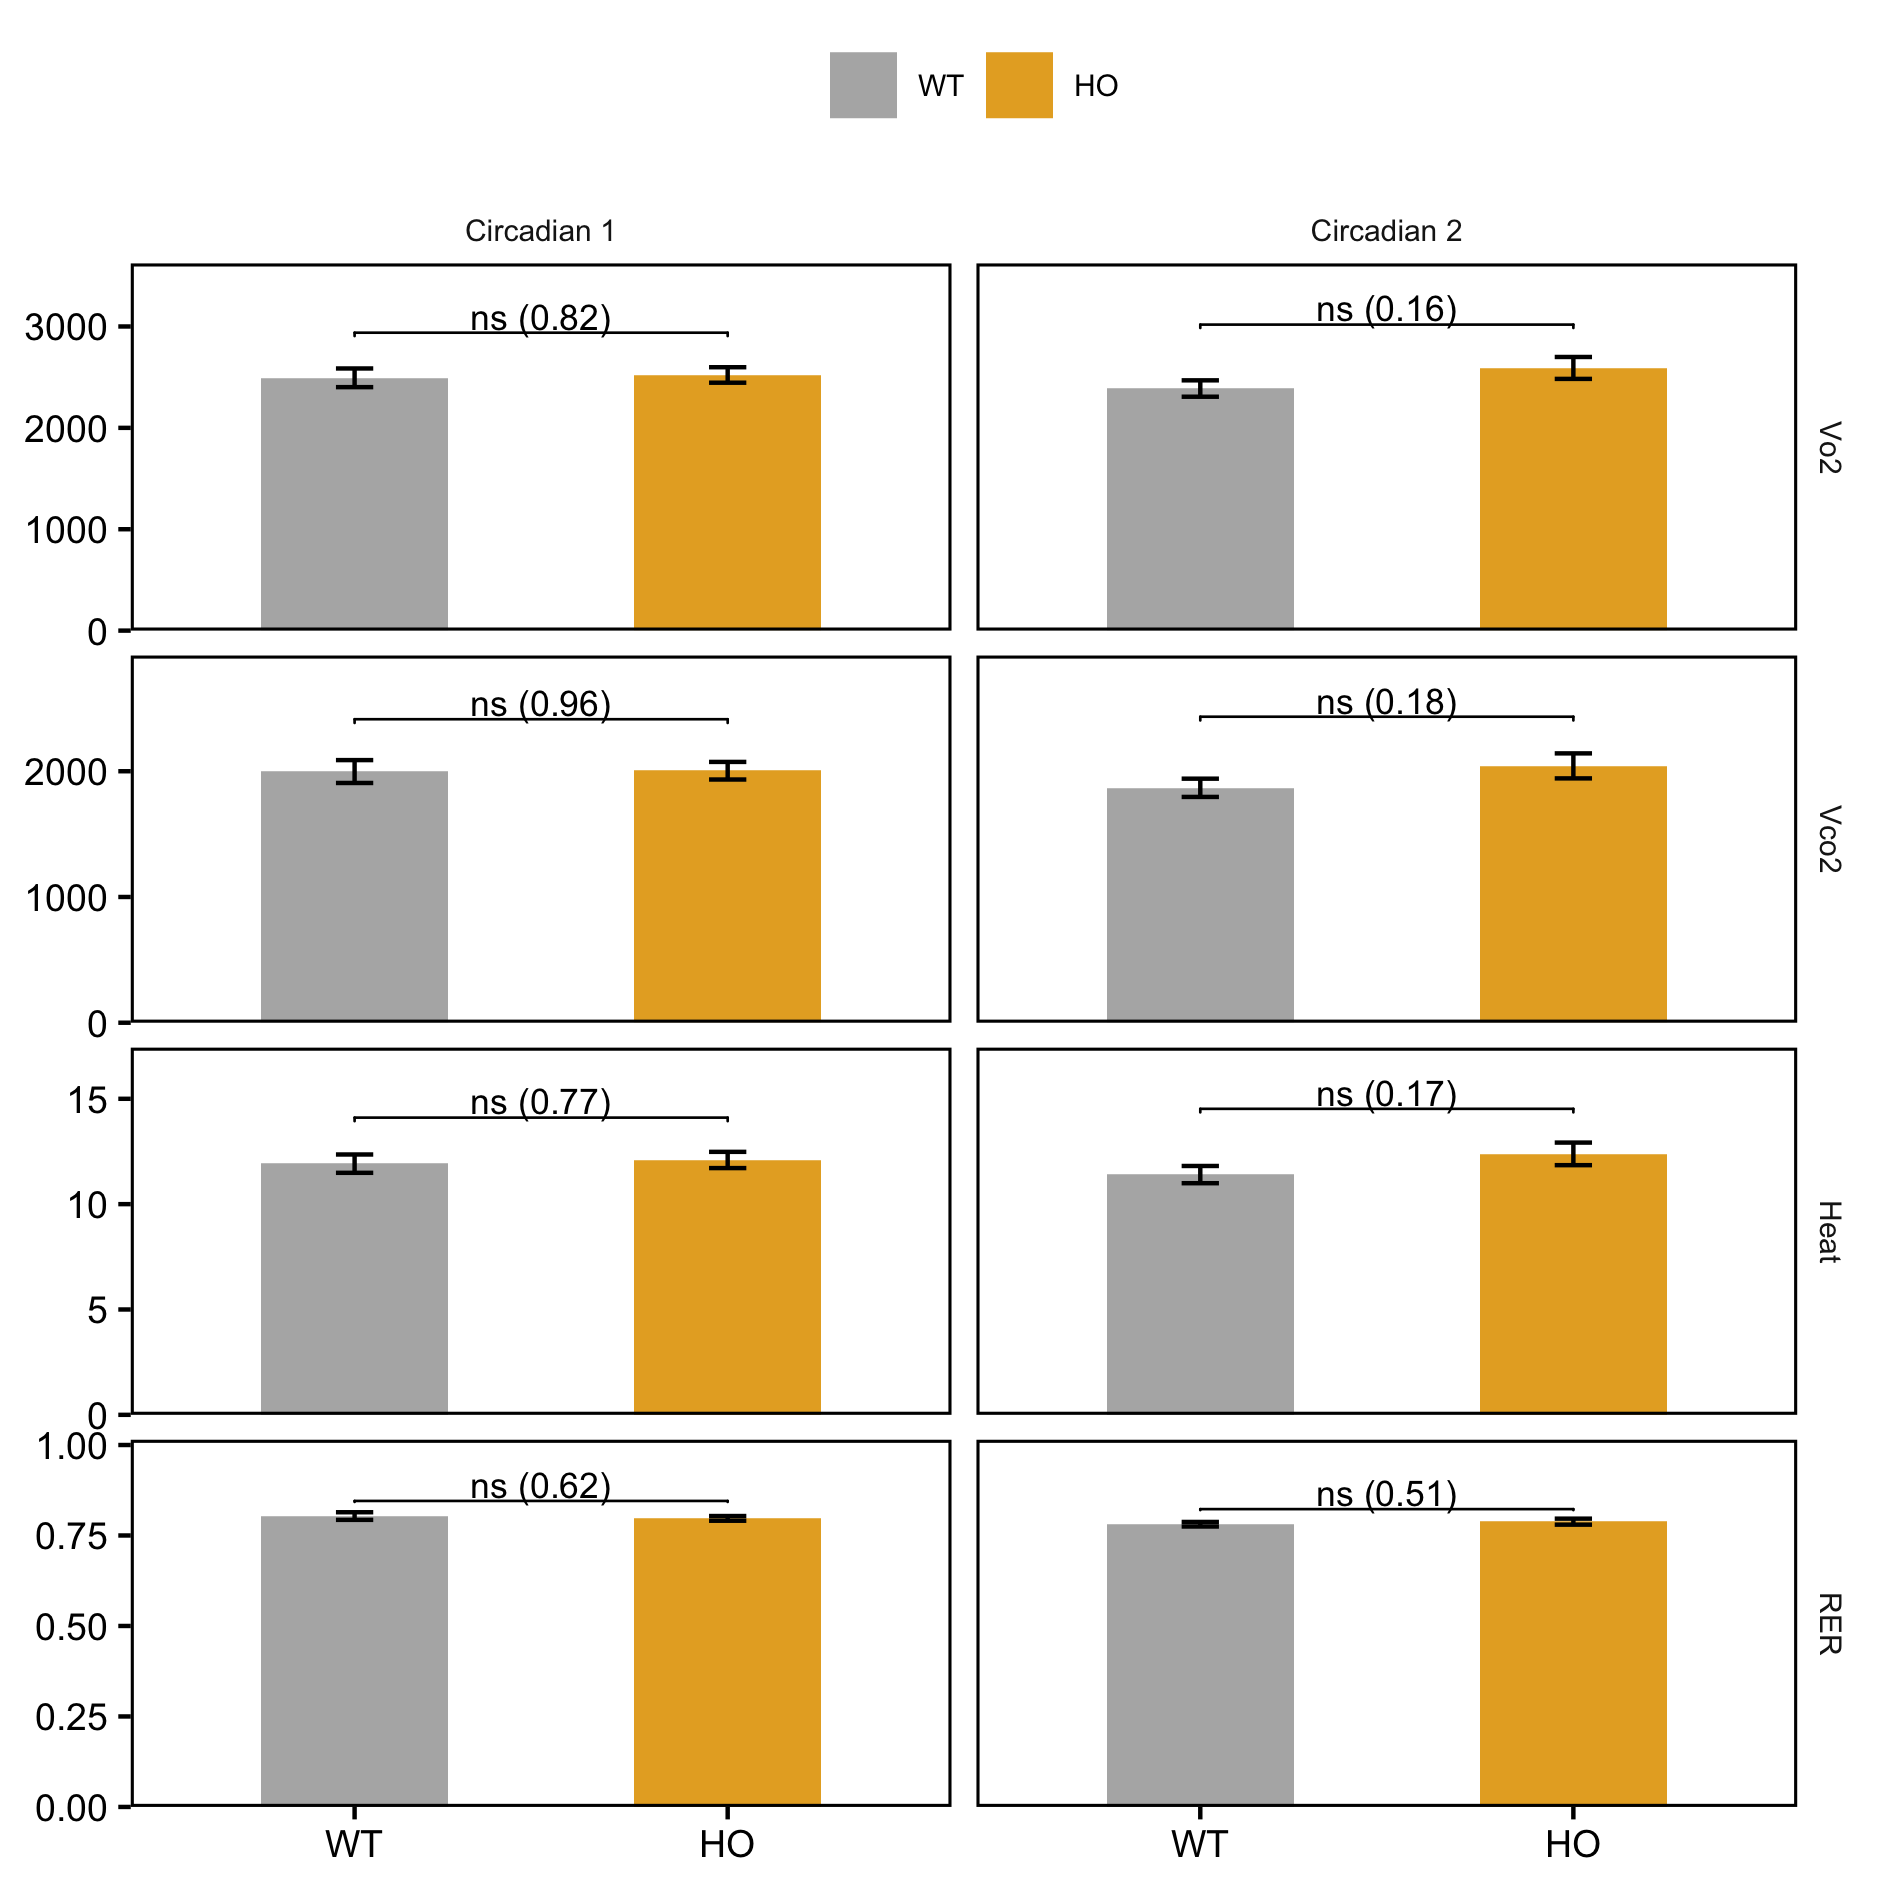 WT HO
Circadian 1 Circadian 2
ns (0.82) ns (0.16)
3000
2000
1000
0
Vo2
ns (0.96) ns (0.18)
2000
1000
0
Vco2
ns (0.77) ns (0.17)
15
10
5
0
Heat
1.00
ns (0.62) ns (0.51)
0.75
0.50
0.25
0.00
RER
WT HO WT HO